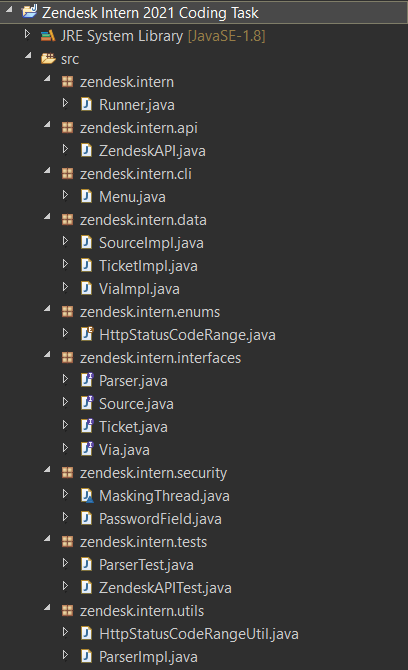 Zendesk Intern 2021 Coding Task
JRE System Library [JavaSE-1.8]
src
zendesk.intern
Runner.java
zendesk.intern.api
ZendeskAPI.java
zendesk.intern.cli
Menu.java
zendesk.intern.data
SourceImpl.java
TicketImpl.java
ViaImpl.java
zendesk.intern.enums
HttpStatusCodeRange.java
zendesk.intern.interfaces
Parser.java
Source.java
Ticket.java
Via.java
zendesk.intern.security
MaskingThread.java
PasswordField.java
zendesk.intern.tests
ParserTest.java
ZendeskAPITest.java
zendesk.intern.utils
HttpStatusCodeRangeUtil.java
ParserImpl.java